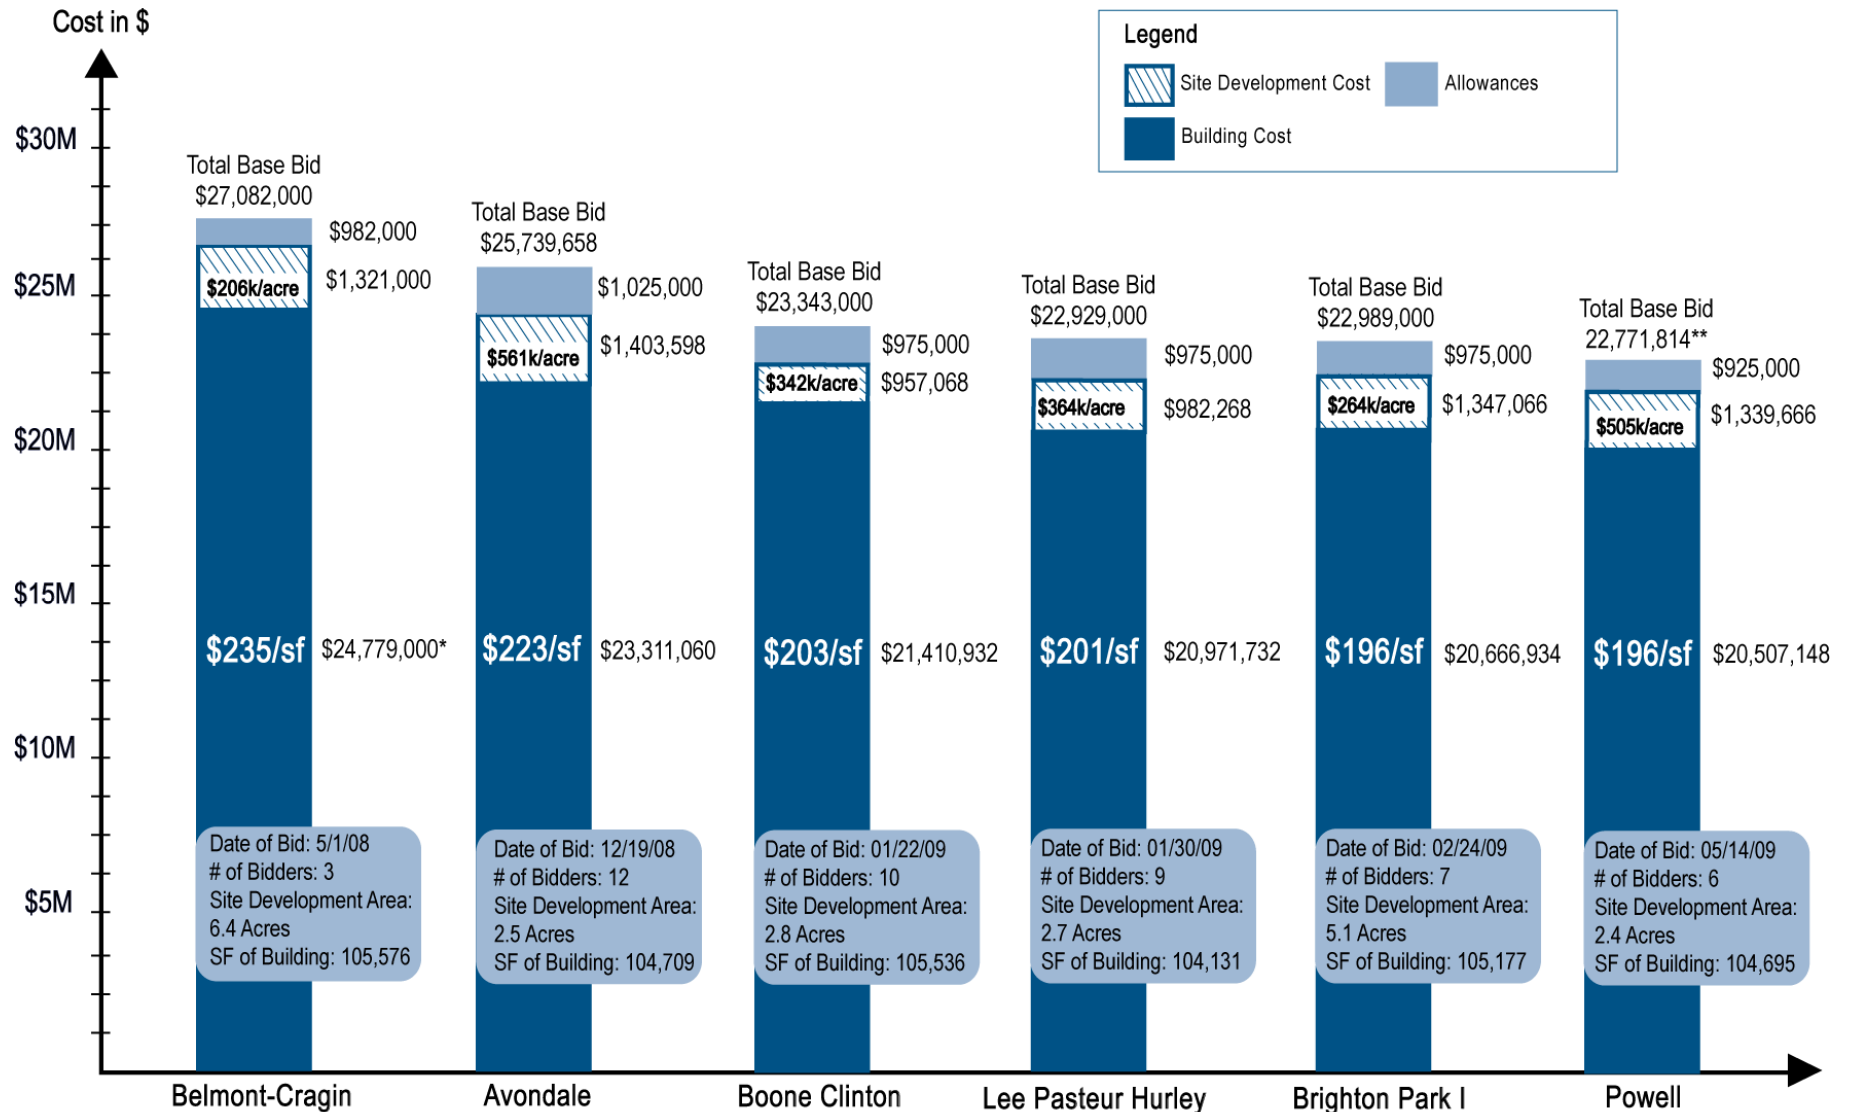 Cost in $
Legend
Site Development Cost
Allowances
Building Cost
$30M
$25M
$20M
$15M
$10M
$5M
Total Base Bid
$27,082,000
$982,000
$206k/acre
$1,321,000
$235/sf
$24,779,000*
Date of Bid: 5/1/08
# of Bidders: 3
Site Development Area:
6.4 Acres
SF of Building: 105,576
Belmont-Cragin
Total Base Bid
$25,739,658
$1,025,000
$561k/acre
$1,403,598
$223/sf
$23,311,060
Date of Bid: 12/19/08
# of Bidders: 12
Site Development Area:
2.5 Acres
SF of Building: 104,709
Avondale
Total Base Bid
$23,343,000
$975,000
$342k/acre
$957,068
$203/sf
$21,410,932
Date of Bid: 01/22/09
# of Bidders: 10
Site Development Area:
2.8 Acres
SF of Building: 105,536
Boone Clinton
Total Base Bid
$22,929,000
$975,000
$364k/acre
$982,268
$201/sf
$20,971,732
Date of Bid: 01/30/09
# of Bidders: 9
Site Development Area:
2.7 Acres
SF of Building: 104,131
Lee Pasteur Hurley
Total Base Bid
$22,989,000
$975,000
$264k/acre
$1,347,066
$196/sf
$20,666,934
Date of Bid: 02/24/09
# of Bidders: 7
Site Development Area:
5.1 Acres
SF of Building: 105,177
Brighton Park I
Total Base Bid
22,771,814**
$925,000
$505k/acre
$1,339,666
$196/sf
$20,507,148
Date of Bid: 05/14/09
# of Bidders: 6
Site Development Area:
2.4 Acres
SF of Building: 104,695
Powell